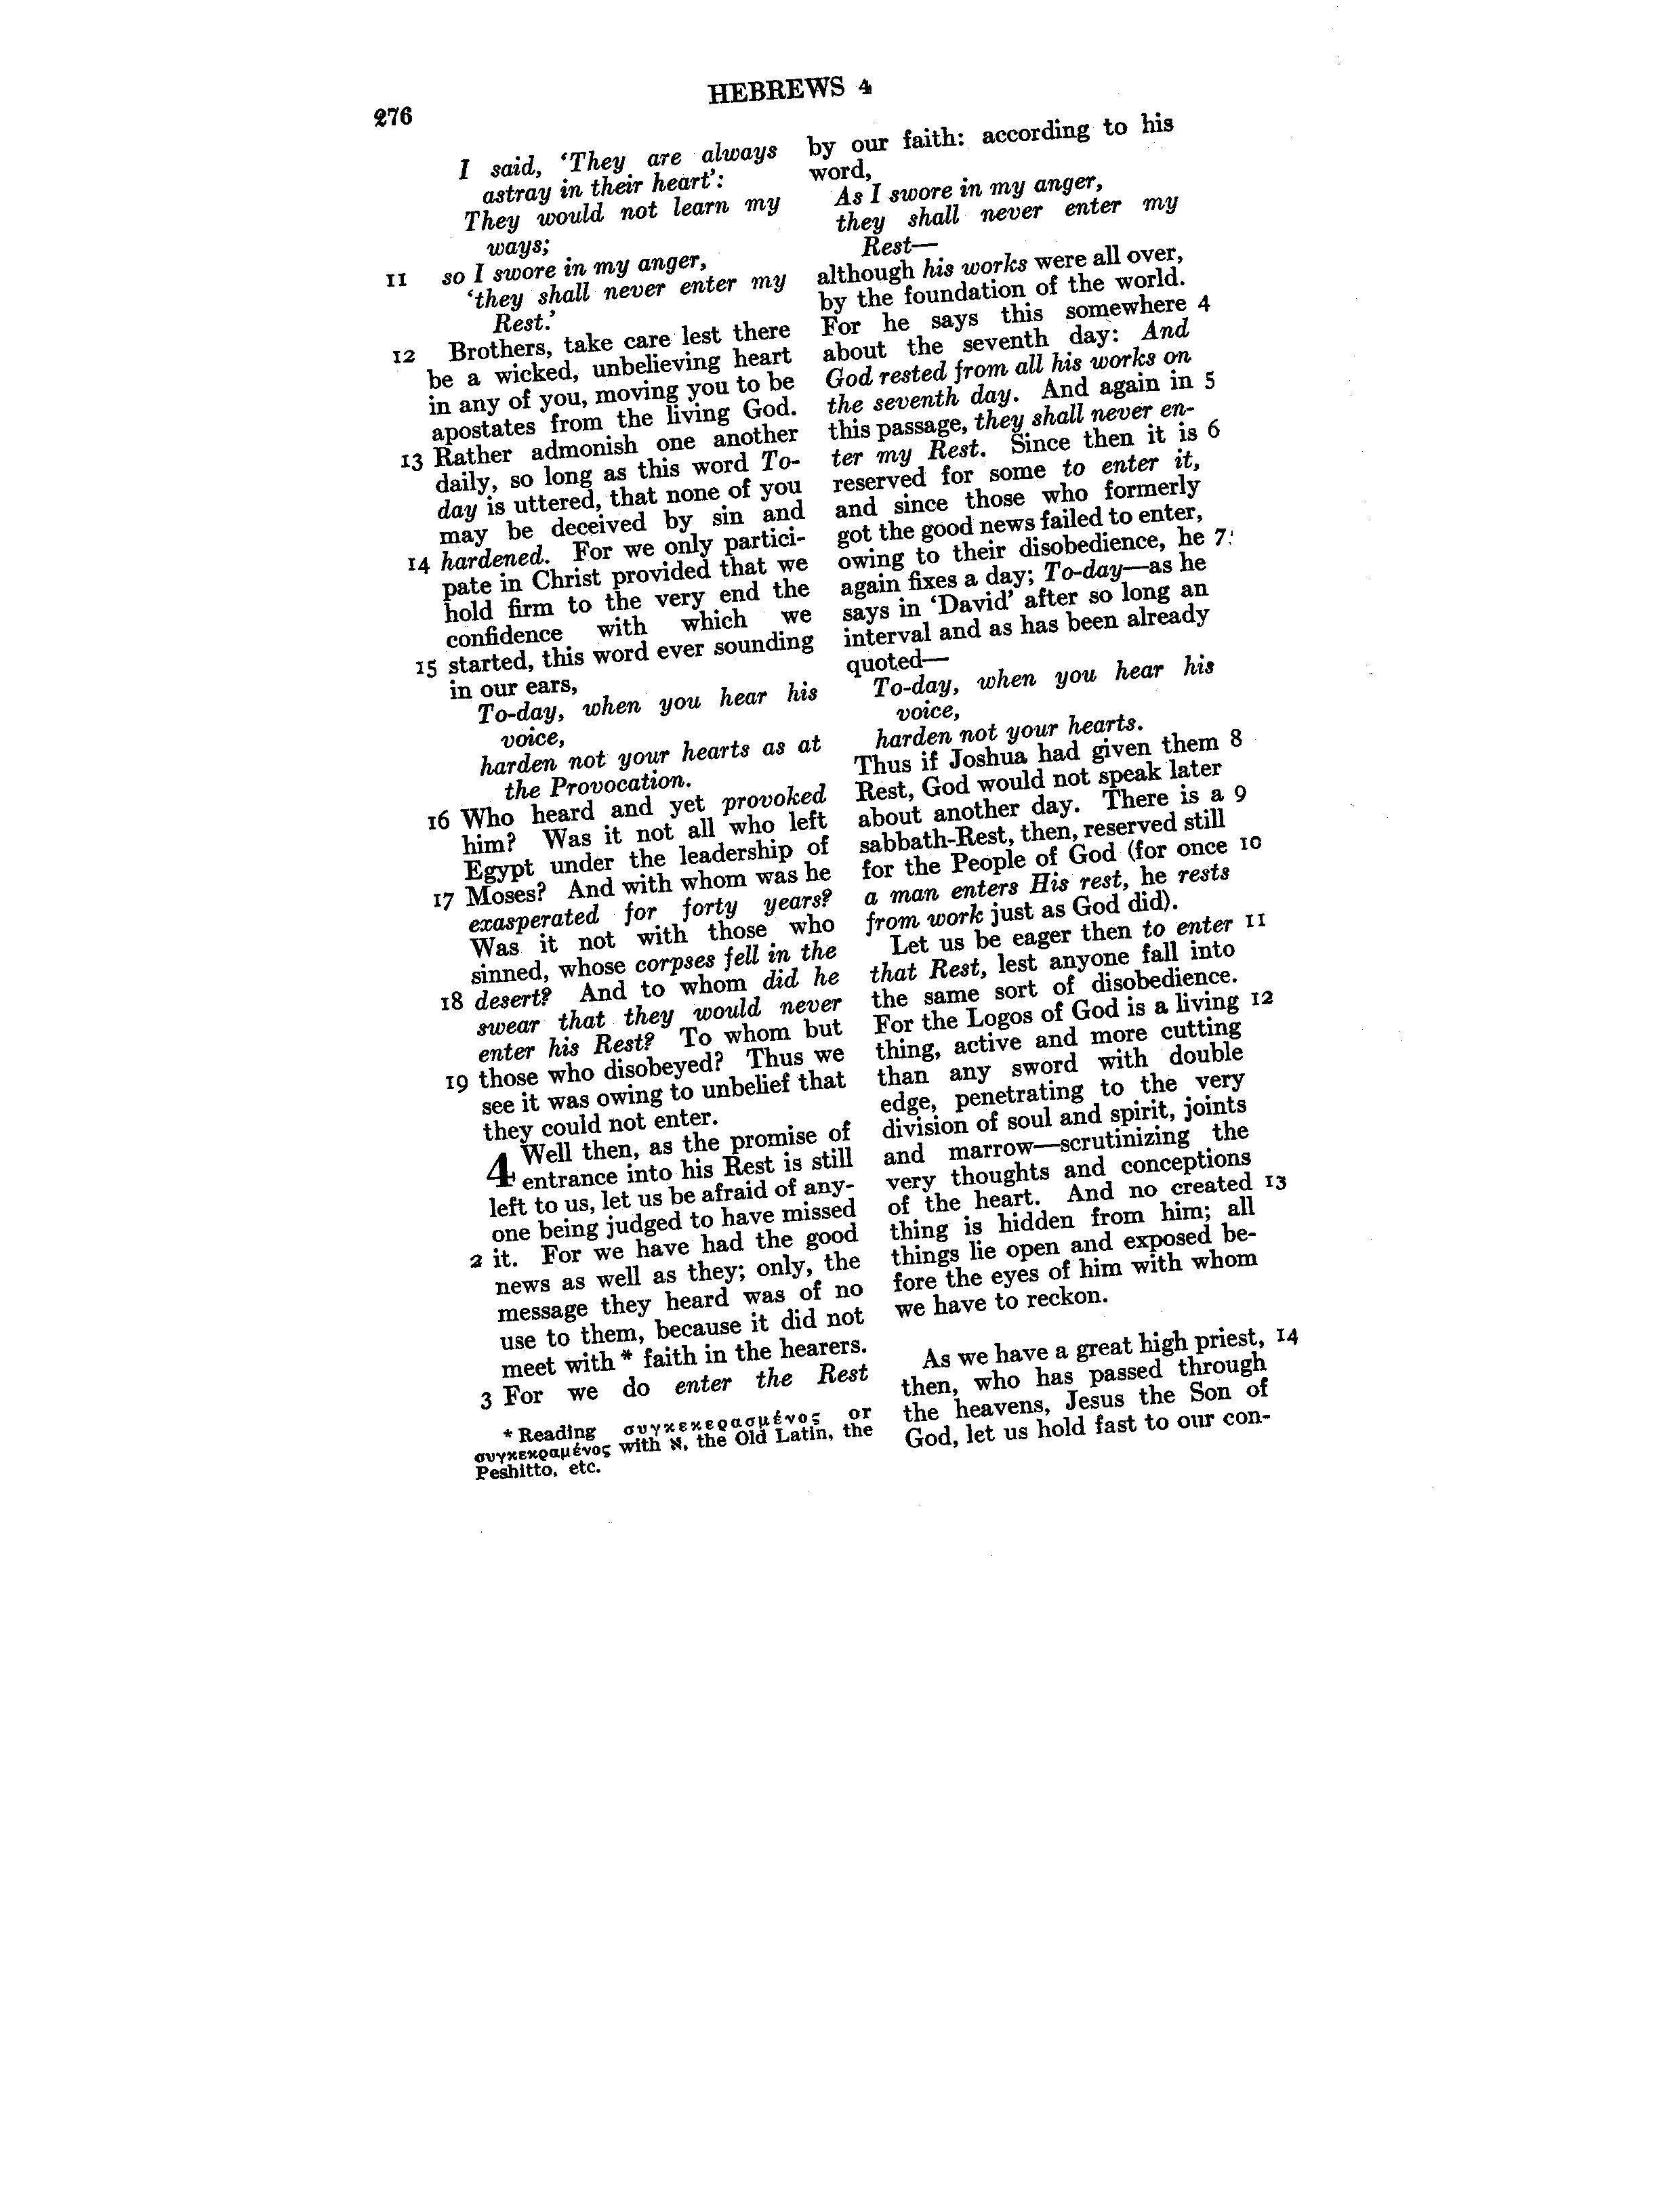 276
HEBREWS 4
I said, ‘They are always
astray in their heart’:
They would not learn my
ways;
11 so I swore in my anger,
‘they shall never enter my
Rest.’
12 Brothers, take care lest there
be a wicked, unbelieving heart
in any of you, moving you to be
apostates from the living God.
13 Rather admonish one another
daily, so long as this word To-
day is uttered, that none of you
may be deceived by sin and
14 hardened. For we only partici-
pate in Christ provided that we
hold firm to the very end the
confidence with which we
15 started, this word ever sounding
in our ears,
To-day, when you hear his
voice,
harden not your hearts as at
the Provocation.
16 Who heard and yet provoked
him? Was it not all who left
Egypt under the leadership of
17 Moses? And with whom was he
exasperated for forty years?
Was it not with those who
sinned, whose corpses fell in the
18 desert? And to whom did he
swear that they would never
enter his Rest? To whom but
19 those who disobeyed? Thus we
see it was owing to unbelief that
they could not enter.
4 Well then, as the promise of
entrance into his Rest is still
left to us, let us be afraid of any-
one being judged to have missed
2 it. For we have had the good
news as well as they; only, the
message they heard was of no
use to them, because it did not
meet with * faith in the hearers.
3 For we do enter the Rest
* Reading συγκεκερασμένος or
συγκεκραμένος with ℵ, the Old Latin, the
Peshitto, etc.
by our faith: according to his
word,
As I swore in my anger,
they shall never enter my
Rest—
although his works were all over,
by the foundation of the world.
For he says this somewhere 4
about the seventh day: And
God rested from all his works on
the seventh day. And again in 5
this passage, they shall never en-
ter my Rest. Since then it is 6
reserved for some to enter it,
and since those who formerly
got the good news failed to enter,
owing to their disobedience, he 7
again fixes a day; To-day—as he
says in ‘David’ after so long an
interval and as has been already
quoted—
To-day, when you hear his
voice,
harden not your hearts.
Thus if Joshua had given them 8
Rest, God would not speak later
about another day. There is a 9
sabbath-Rest, then, reserved still
for the People of God (for once 10
a man enters His rest, he rests
from work just as God did).
Let us be eager then to enter 11
that Rest, lest anyone fall into
the same sort of disobedience.
For the Logos of God is a living 12
thing, active and more cutting
than any sword with double
edge, penetrating to the very
division of soul and spirit, joints
and marrow—scrutinizing the
very thoughts and conceptions
of the heart. And no created 13
thing is hidden from him; all
things lie open and exposed be-
fore the eyes of him with whom
we have to reckon.
As we have a great high priest, 14
then, who has passed through
the heavens, Jesus the Son of
God, let us hold fast to our con-